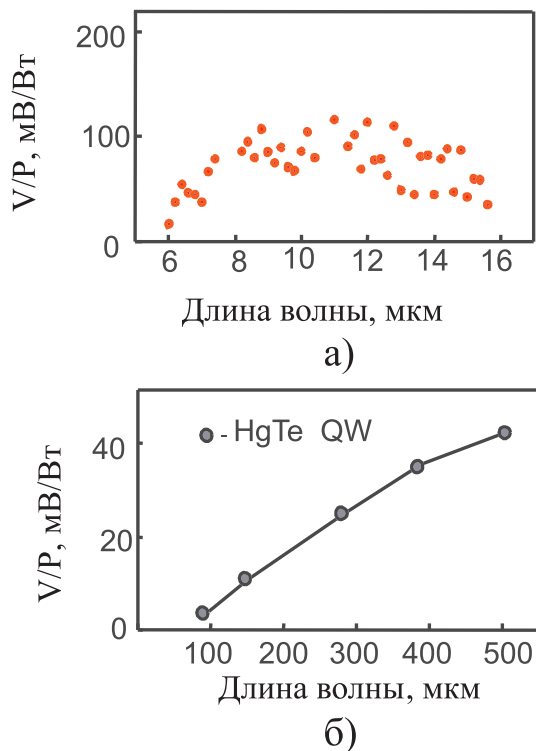 200
100
0
V/P, мВ/Вт
6 8 10 12 14 16
Длина волны, мкм
а)
- HgTe QW
40
20
0
V/P, мВ/Вт
100 200 300 400 500
Длина волны, мкм
б)